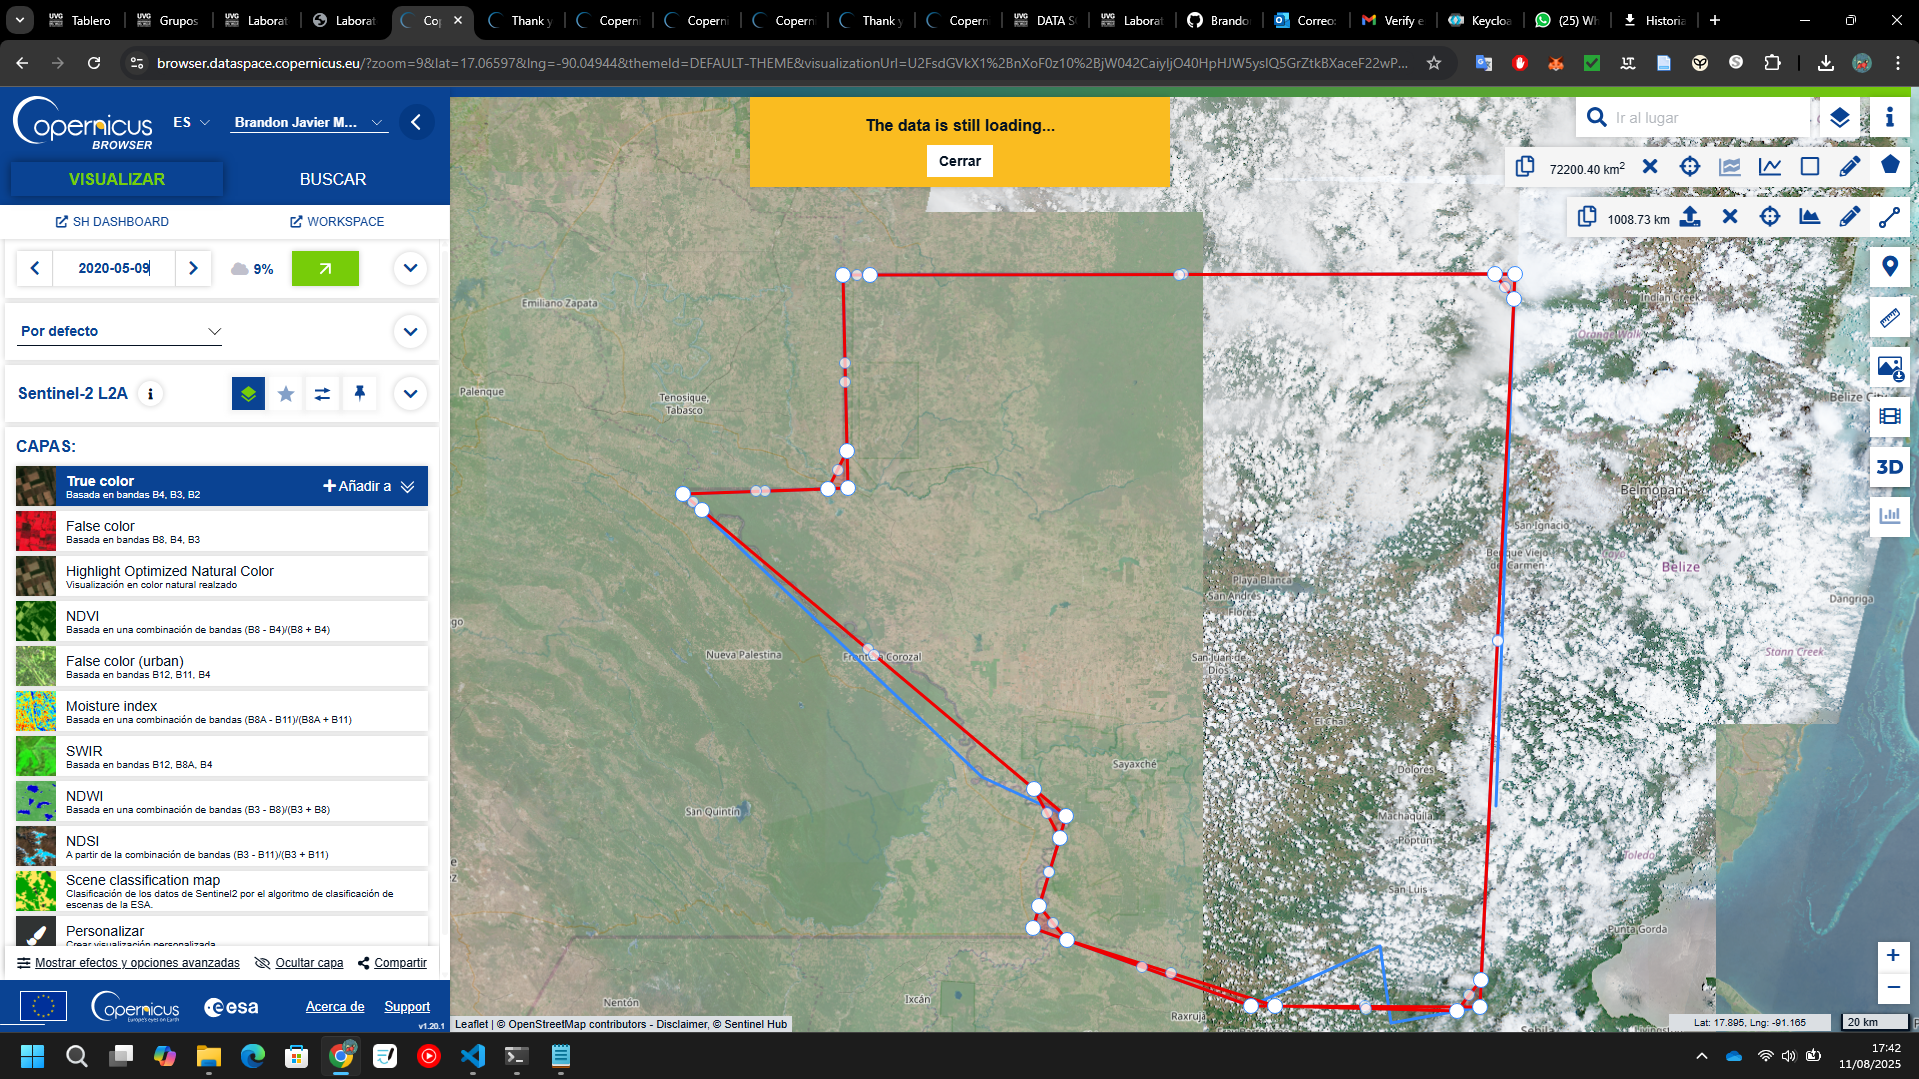 Tablero
Grupos
Laborat
Laborat
Co
Thank y
Copern
Copern
Copern
Thank y
Copern
DATA S
Laborat
Brando
Correo:
Verify e
Keyclo
(25) W
Historia
browser.dataspace.copernicus.eu/?zoom=9&lat=17.06597&lng=-90.04944&themeId=DEFAULT-THEME&visualizationUrl=U2FsdGVkX1%2BnXoF0z10%2BjW042CaiyIjO40HpHJW5yslQ5GrZtkBXaceF22wP...
Copernicus
BROWSER
ES
Brandon Javier M...
VISUALIZAR
BUSCAR
SH DASHBOARD
WORKSPACE
2020-05-09
9%
Por defecto
Sentinel-2 L2A
CAPAS:
True color
Basada en bandas B4, B3, B2
Añadir a
False color
Basada en bandas B8, B4, B3
Highlight Optimized Natural Color
Visualización en color natural realzado
NDVI
Basada en una combinación de bandas (B8 - B4)/(B8 + B4)
False color (urban)
Basada en bandas B12, B11, B4
Moisture index
Basada en una combinación de bandas (B8A - B11)/(B8A + B11)
SWIR
Basada en bandas B12, B8A, B4
NDWI
Basada en una combinación de bandas (B3 - B8)/(B3 + B8)
NDSI
A partir de la combinación de bandas (B3 - B11)/(B3 + B11)
Scene classification map
Clasificación de los datos de Sentinel2 por el algoritmo de clasificación de
escenas de la ESA.
Personalizar
Crear visualización personalizada
Mostrar efectos y opciones avanzadas
Ocultar capa
Compartir
Copernicus
Europe's eyes on Earth
esa
Acerca de
Support
v1.20.1
The data is still loading...
Cerrar
Ir al lugar
72200.40 km2
1008.73 km
3D
Emiliano Zapata
Palenque
Tenosique,
Tabasco
Indian Creek
Orange Walk
Belize City
Belmopan
San Ignacio
Benque Viejo
del Carmen
Cayo
Belize
Playa Blanca
San Andrés
Flores
Dangriga
go
Nueva Palestina
Frontera Corozal
San Juan de
Dios
Stann Creek
El Chal
Sayaxché
Dolores
San Quintín
Machaquila
Poptún
Toledo
San Luis
Punta Gorda
Nentón
Ixcán
Raxrujá
Leaflet | © OpenStreetMap contributors - Disclaimer, © Sentinel Hub
Lat: 17.895, Lng: -91.165
20 km
17:42
11/08/2025